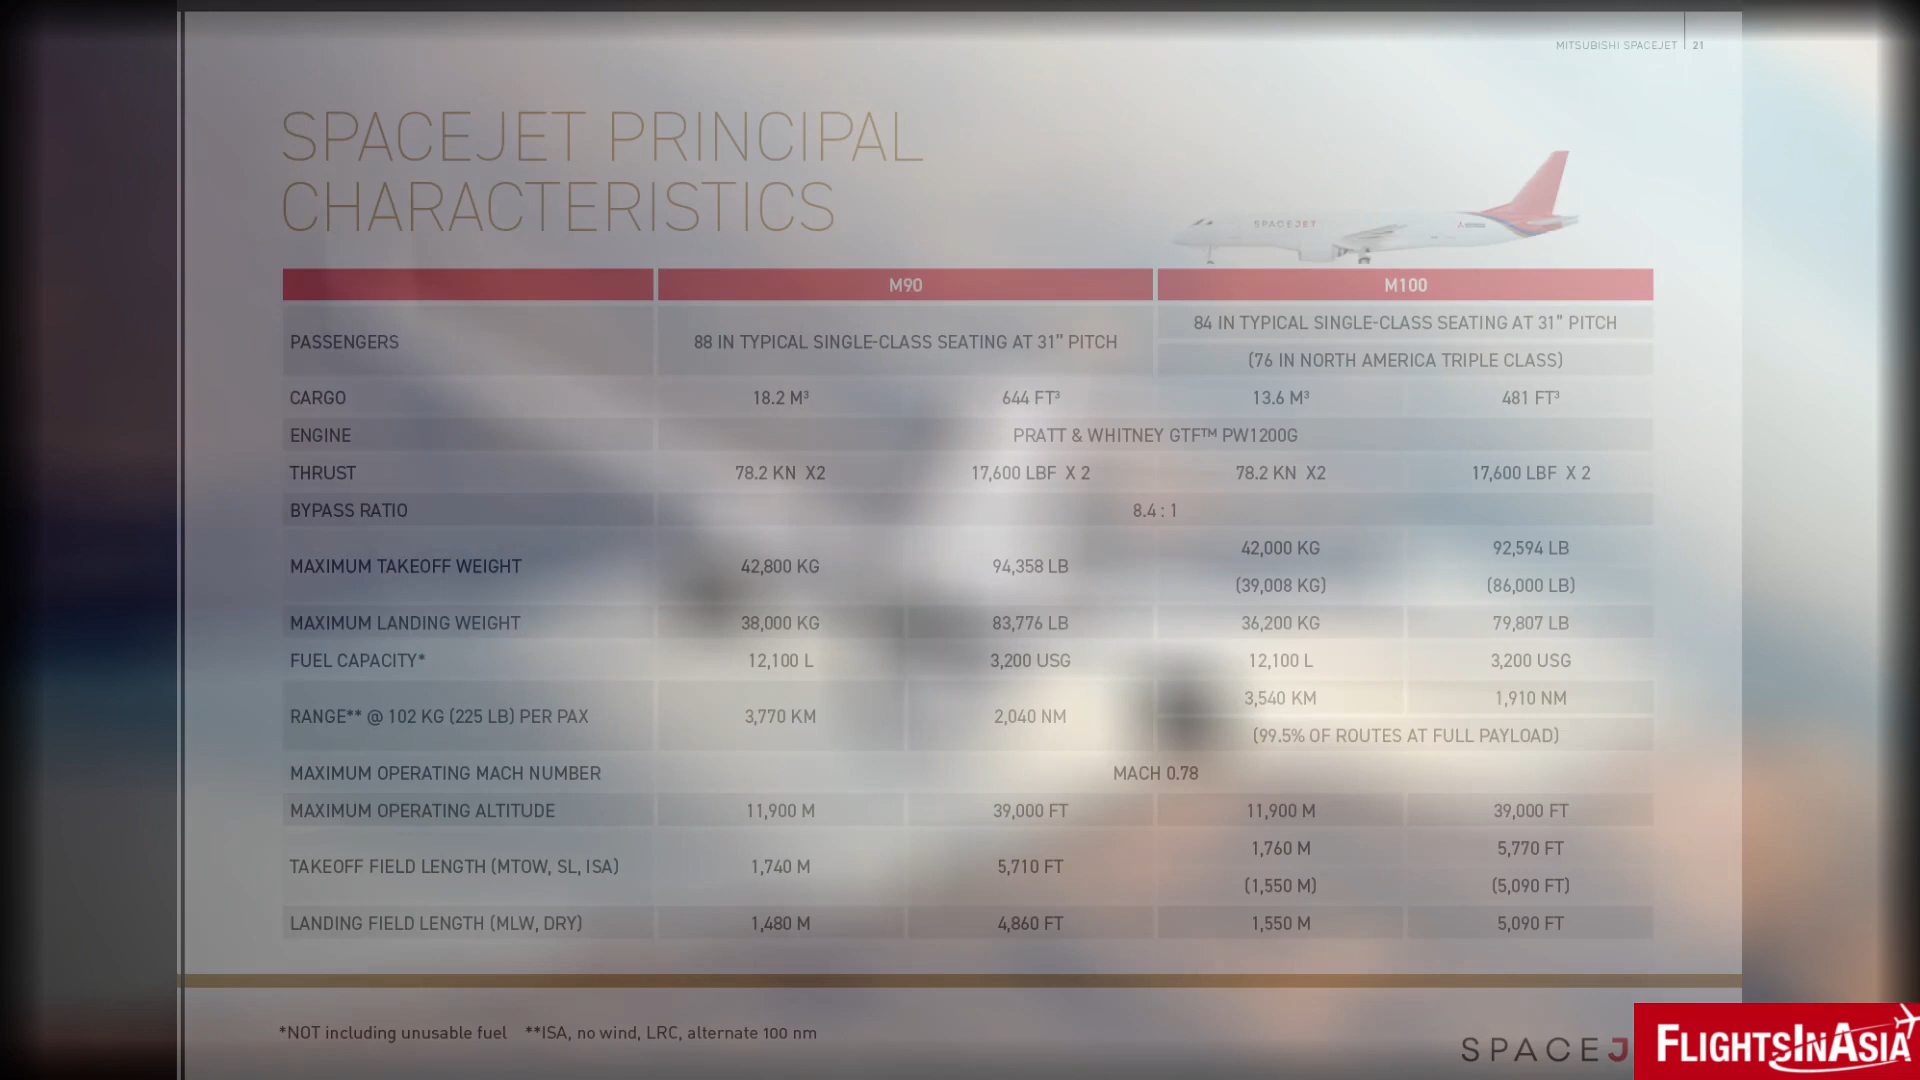 MITSUBISHI SPACEJET 21
SPACEJET PRINCIPAL
CHARACTERISTICS
SPACEJET
M90 M100
PASSENGERS 88 IN TYPICAL SINGLE-CLASS SEATING AT 31” PITCH 84 IN TYPICAL SINGLE-CLASS SEATING AT 31” PITCH
(76 IN NORTH AMERICA TRIPLE CLASS)
CARGO 18.2 M³ 644 FT³ 13.6 M³ 481 FT³
ENGINE PRATT & WHITNEY GTF™ PW1200G
THRUST 78.2 KN X2 17,600 LBF X 2 78.2 KN X2 17,600 LBF X 2
BYPASS RATIO 8.4 : 1
MAXIMUM TAKEOFF WEIGHT 42,800 KG 94,358 LB 42,000 KG 92,594 LB
(39,008 KG) (86,000 LB)
MAXIMUM LANDING WEIGHT 38,000 KG 83,776 LB 36,200 KG 79,807 LB
FUEL CAPACITY* 12,100 L 3,200 USG 12,100 L 3,200 USG
RANGE** @ 102 KG (225 LB) PER PAX 3,770 KM 2,040 NM 3,540 KM 1,910 NM
(99.5% OF ROUTES AT FULL PAYLOAD)
MAXIMUM OPERATING MACH NUMBER MACH 0.78
MAXIMUM OPERATING ALTITUDE 11,900 M 39,000 FT 11,900 M 39,000 FT
TAKEOFF FIELD LENGTH (MTOW, SL, ISA) 1,740 M 5,710 FT 1,760 M 5,770 FT
(1,550 M) (5,090 FT)
LANDING FIELD LENGTH (MLW, DRY) 1,480 M 4,860 FT 1,550 M 5,090 FT
*NOT including unusable fuel **ISA, no wind, LRC, alternate 100 nm
SPACEJ
FLIGHTSINASIA